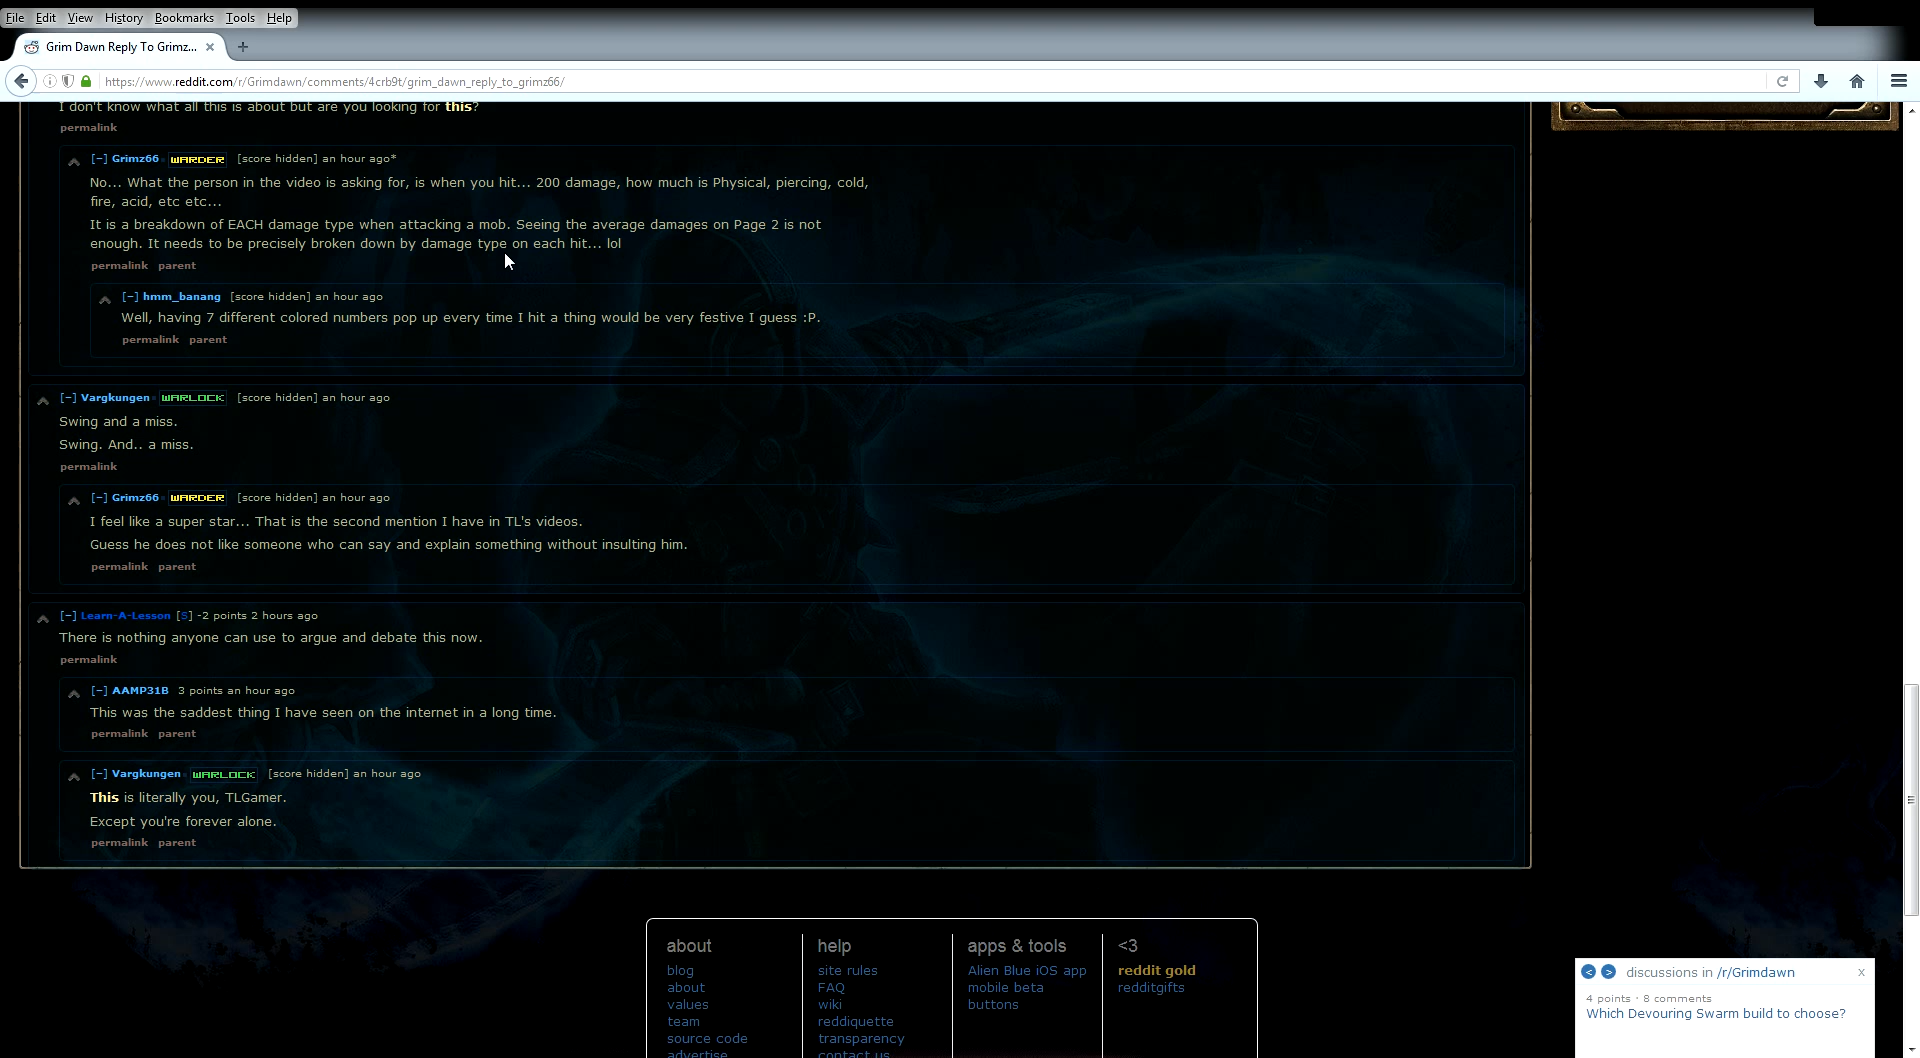 File Edit View History Bookmarks Tools Help
Grim Dawn Reply To Grimz...
https://www.reddit.com/r/Grimdawn/comments/4crb9t/grim_dawn_reply_to_grimz66/
I don't know what all this is about but are you looking for this?
permalink
[–] Grimz66 WARDER [score hidden] an hour ago*
No... What the person in the video is asking for, is when you hit... 200 damage, how much is Physical, piercing, cold,
fire, acid, etc etc...
It is a breakdown of EACH damage type when attacking a mob. Seeing the average damages on Page 2 is not
enough. It needs to be precisely broken down by damage type on each hit... lol
permalink parent
[–] hmm_banang [score hidden] an hour ago
Well, having 7 different colored numbers pop up every time I hit a thing would be very festive I guess :P.
permalink parent
[–] Vargkungen WARLOCK [score hidden] an hour ago
Swing and a miss.
Swing. And.. a miss.
permalink
[–] Grimz66 WARDER [score hidden] an hour ago
I feel like a super star... That is the second mention I have in TL's videos.
Guess he does not like someone who can say and explain something without insulting him.
permalink parent
[–] Learn-A-Lesson [S] -2 points 2 hours ago
There is nothing anyone can use to argue and debate this now.
permalink
[–] AAMP31B 3 points an hour ago
This was the saddest thing I have seen on the internet in a long time.
permalink parent
[–] Vargkungen WARLOCK [score hidden] an hour ago
This is literally you, TLGamer.
Except you're forever alone.
permalink parent
about
blog
about
values
team
source code
advertise
help
site rules
FAQ
wiki
reddiquette
transparency
contact us
apps & tools
Alien Blue iOS app
mobile beta
buttons
<3
reddit gold
redditgifts
< > discussions in /r/Grimdawn x
4 points · 8 comments
Which Devouring Swarm build to choose?